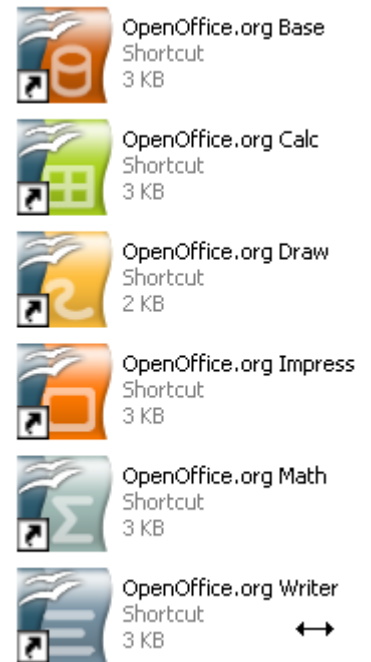 OpenOffice.org Base
Shortcut
3 KB
OpenOffice.org Calc
Shortcut
3 KB
OpenOffice.org Draw
Shortcut
2 KB
OpenOffice.org Impress
Shortcut
3 KB
OpenOffice.org Math
Shortcut
3 KB
OpenOffice.org Writer
Shortcut
3 KB